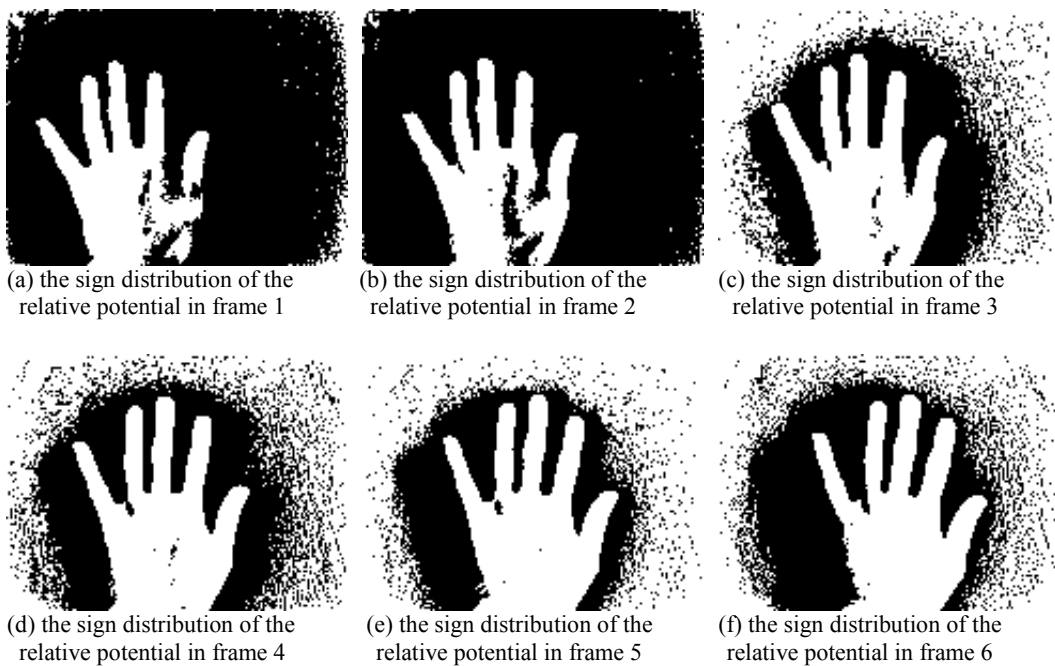 (a) the sign distribution of the
relative potential in frame 1
(b) the sign distribution of the
relative potential in frame 2
(c) the sign distribution of the
relative potential in frame 3
(d) the sign distribution of the
relative potential in frame 4
(e) the sign distribution of the
relative potential in frame 5
(f) the sign distribution of the
relative potential in frame 6